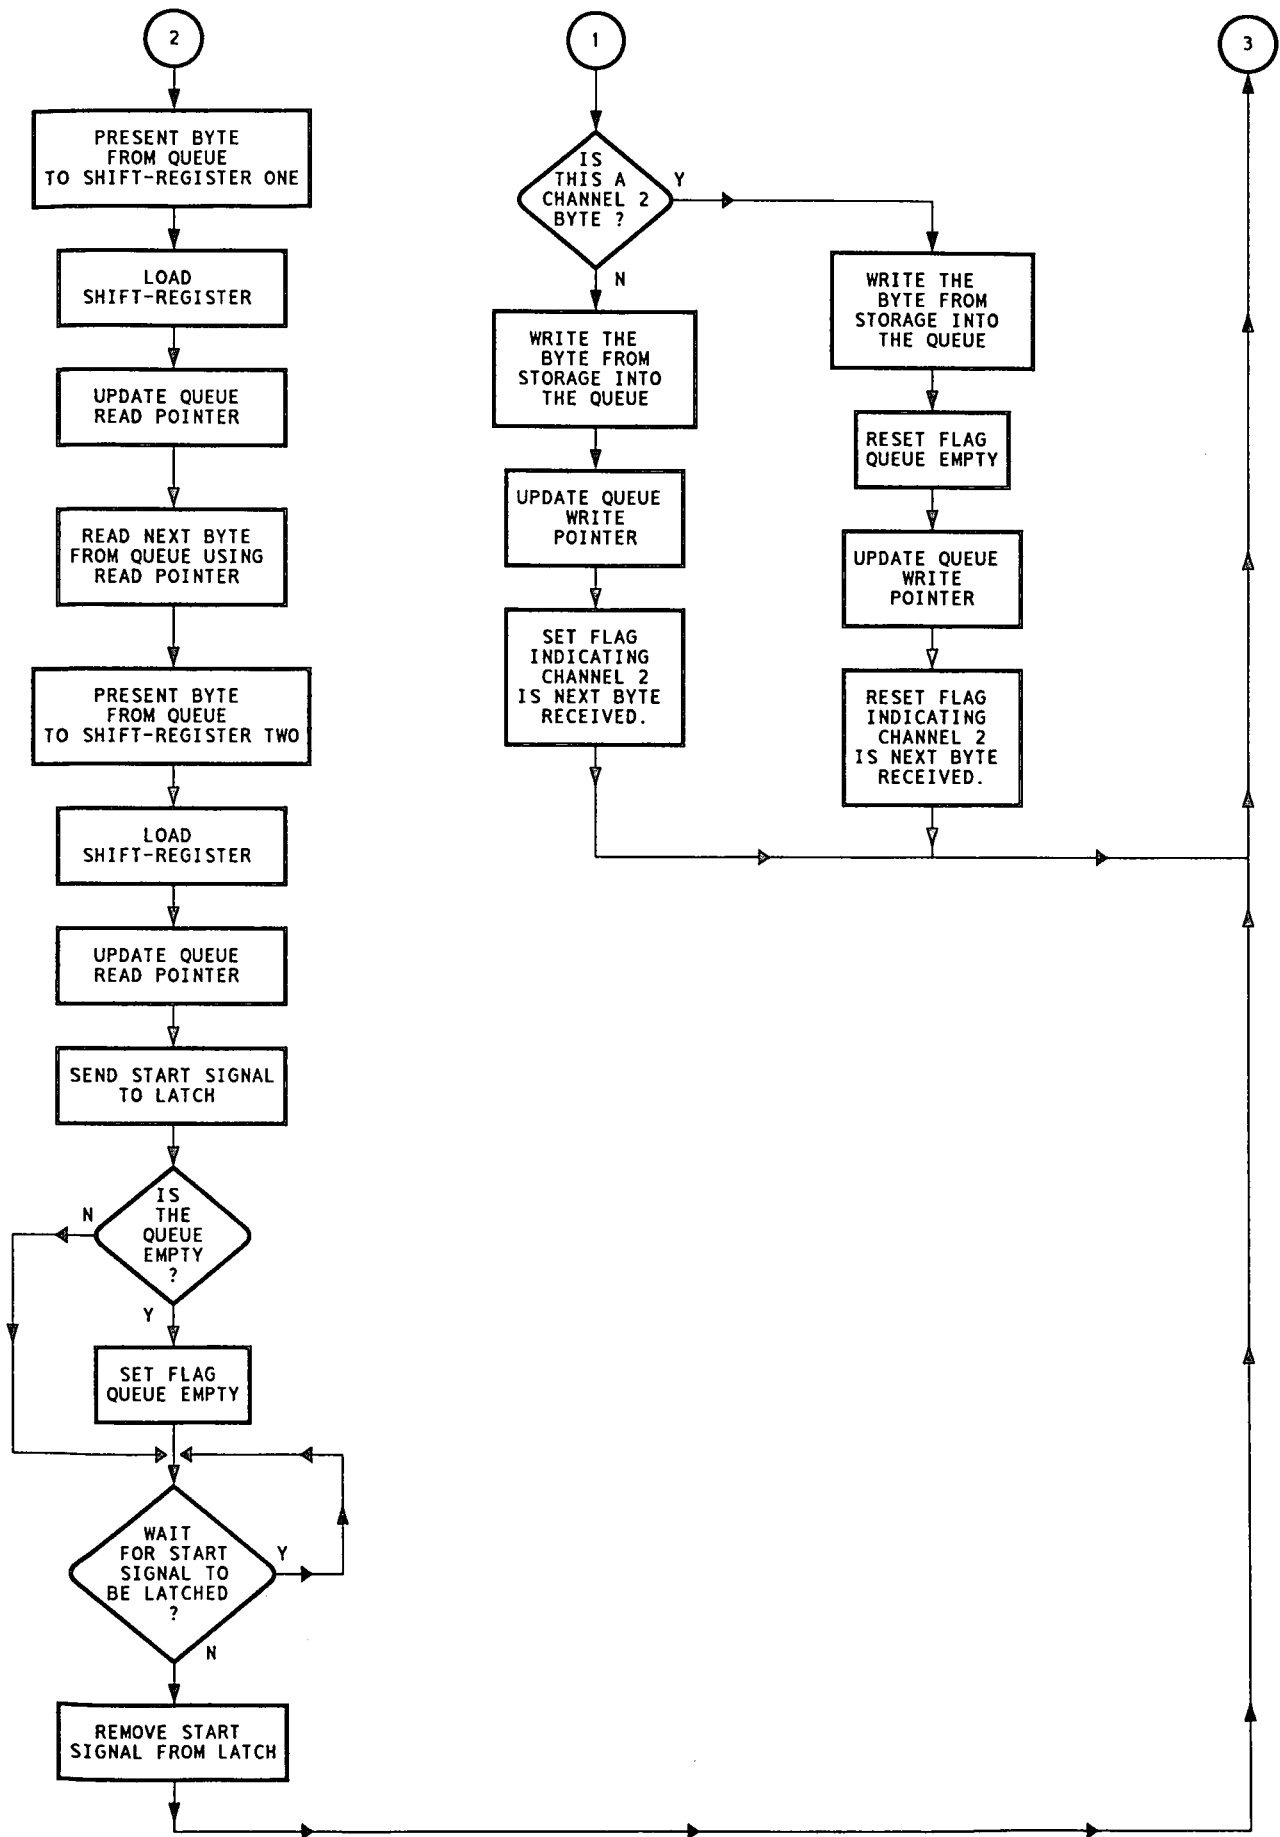 2
PRESENT BYTE
FROM QUEUE
TO SHIFT-REGISTER ONE
LOAD
SHIFT-REGISTER
UPDATE QUEUE
READ POINTER
READ NEXT BYTE
FROM QUEUE USING
READ POINTER
PRESENT BYTE
FROM QUEUE
TO SHIFT-REGISTER TWO
LOAD
SHIFT-REGISTER
UPDATE QUEUE
READ POINTER
SEND START SIGNAL
TO LATCH
IS
THE
QUEUE
EMPTY
?
N
Y
SET FLAG
QUEUE EMPTY
WAIT
FOR START
SIGNAL TO
BE LATCHED
?
Y
N
REMOVE START
SIGNAL FROM LATCH
1
IS
THIS A
CHANNEL 2
BYTE ?
Y
N
WRITE THE
BYTE FROM
STORAGE INTO
THE QUEUE
UPDATE QUEUE
WRITE
POINTER
SET FLAG
INDICATING
CHANNEL 2
IS NEXT BYTE
RECEIVED.
WRITE THE
BYTE FROM
STORAGE INTO
THE QUEUE
RESET FLAG
QUEUE EMPTY
UPDATE QUEUE
WRITE
POINTER
RESET FLAG
INDICATING
CHANNEL 2
IS NEXT BYTE
RECEIVED.
3